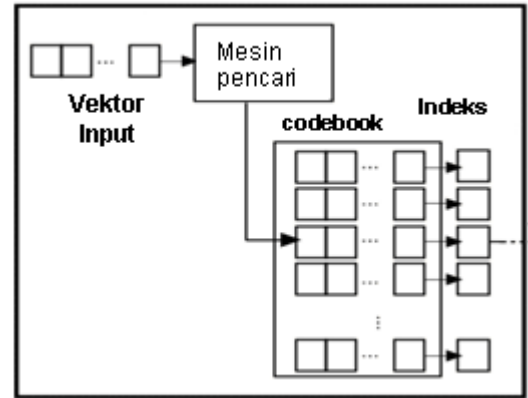 Mesin
pencari
Vektor
Input
codebook
Indeks